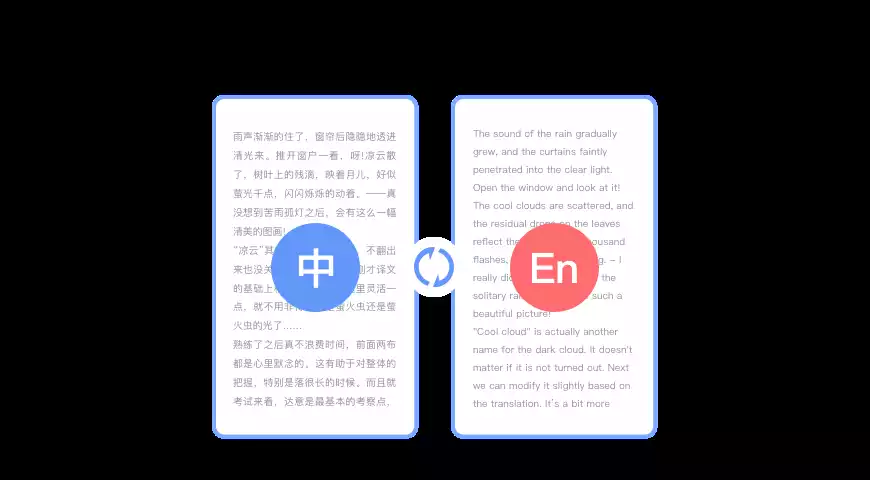 雨声渐渐的住了，窗帘后隐隐地透进
清光来。推开窗户一看，呀!凉云散
了，树叶上的残滴，映着月儿，好似
萤光千点，闪闪烁烁的动着。——真
没想到苦雨孤灯之后，会有这么一幅
清美的图画!
“凉云”其 不翻出
来也没关 刚才译文
的基础上 里灵活一
点，就不用非 萤火虫还是萤
火虫的光了……
熟练了之后真不浪费时间，前面两布
都是心里默念的。这有助于对整体的
把握，特别是落很长的时候。而且就
考试来看，达意是最基本的考察点，
中
The sound of the rain gradually
grew, and the curtains faintly
penetrated into the clear light.
Open the window and look at it!
The cool clouds are scattered, and
the residual drops on the leaves
reflect the ousand
flashes, g. – I
really did the
solitary such a
beautiful picture!
"Cool cloud" is actually another
name for the dark cloud. It doesn't
matter if it is not turned out. Next
we can modify it slightly based on
the translation. It's a bit more
En